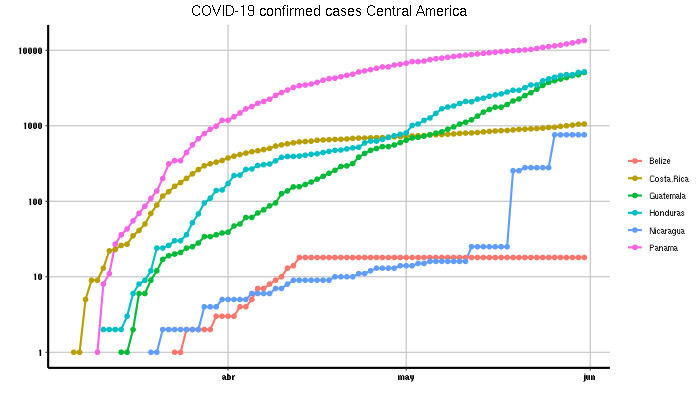 COVID-19 confirmed cases Central America
10000
1000
100
10
1
abr
may
jun
Belize
Costa.Rica
Guatemala
Honduras
Nicaragua
Panama